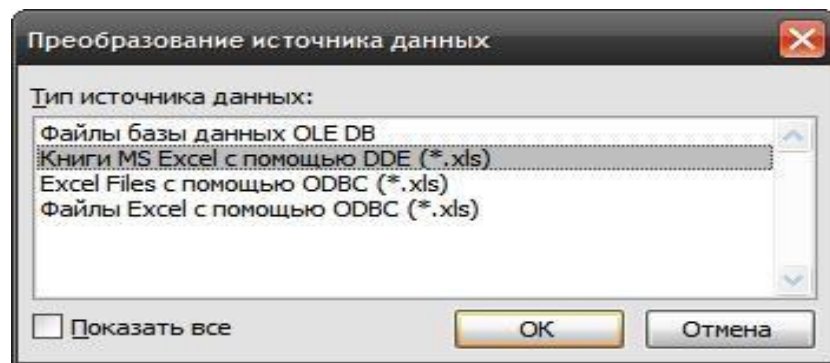 Преобразование источника данных
Тип источника данных:
Файлы базы данных OLE DB
Книги MS Excel с помощью DDE (*.xls)
Excel Files с помощью ODBC (*.xls)
Файлы Excel с помощью ODBC (*.xls)
Показать все
OK
Отмена